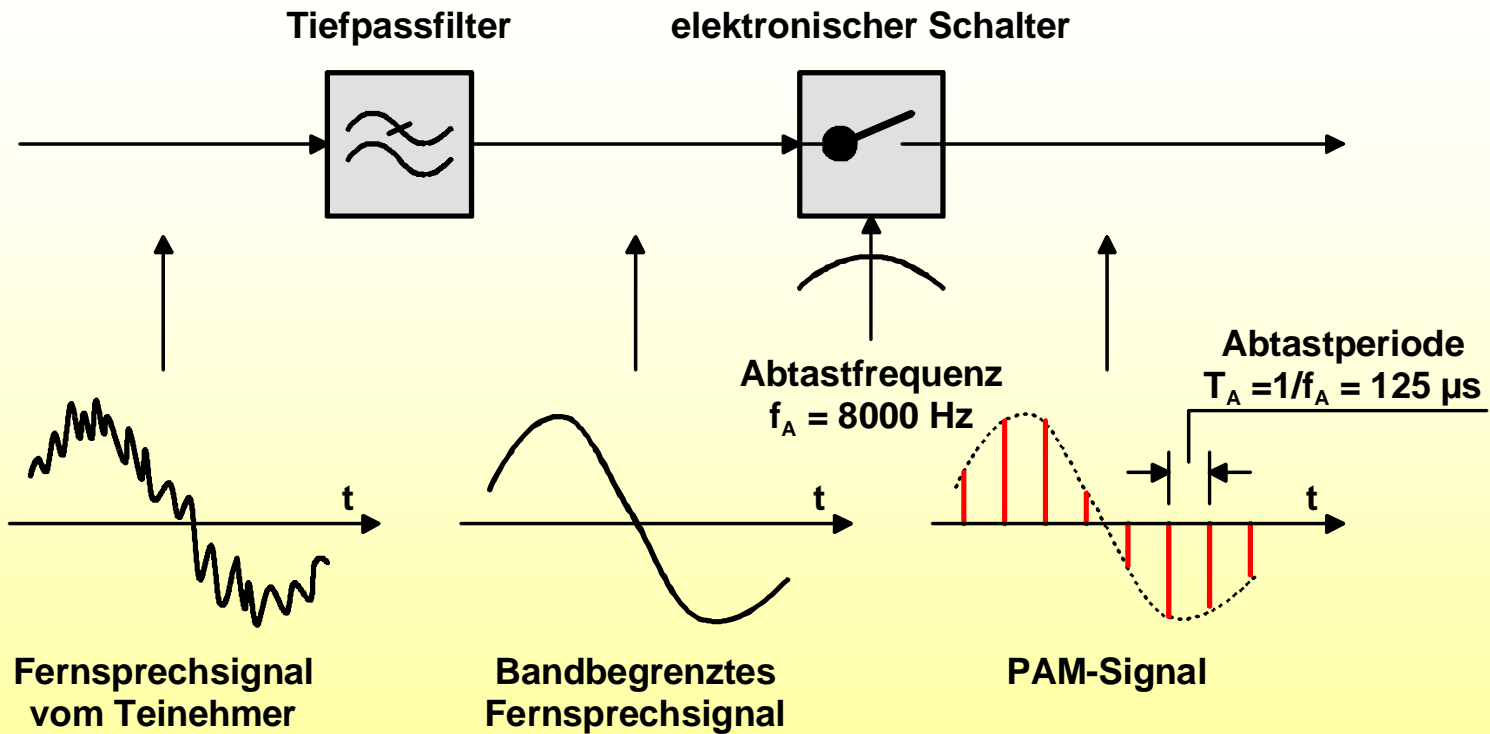 Tiefpassfilter
elektronischer Schalter
Abtastfrequenz
f_A = 8000 Hz
Abtastperiode
T_A =1/f_A = 125 µs
t
t
t
Fernsprechsignal
vom Teinehmer
Bandbegrenztes
Fernsprechsignal
PAM-Signal